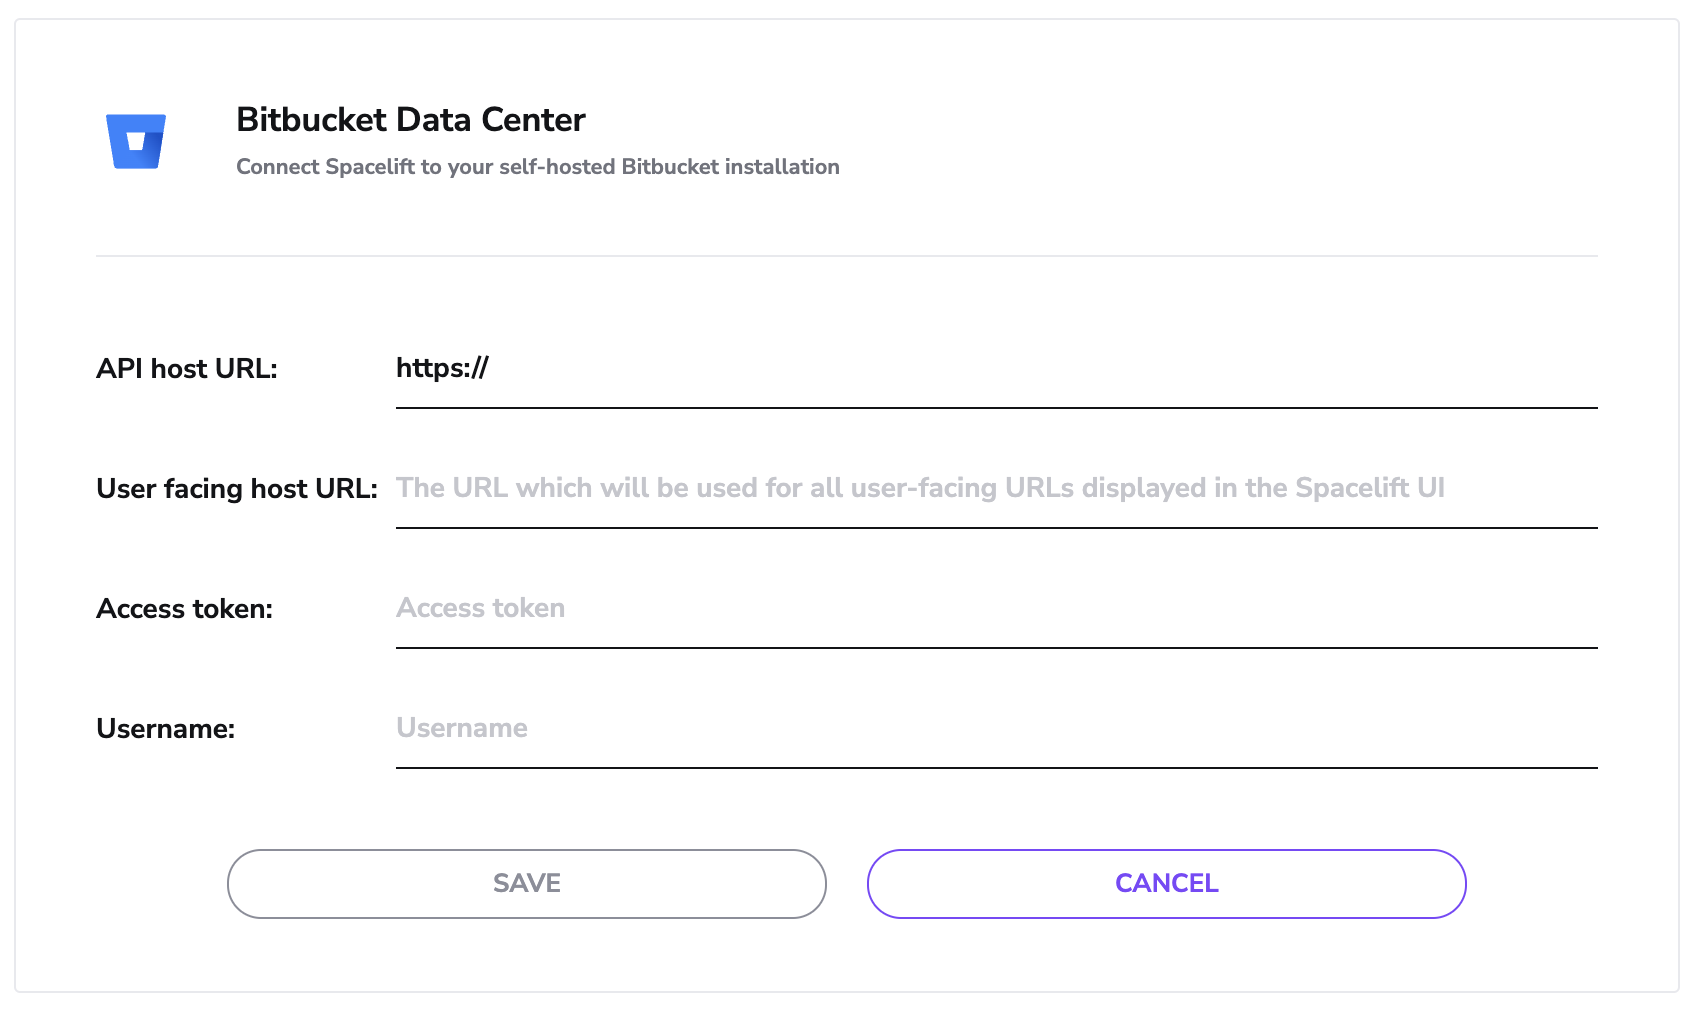 Bitbucket Data Center
Connect Spacelift to your self-hosted Bitbucket installation
API host URL: https://
User facing host URL: The URL which will be used for all user-facing URLs displayed in the Spacelift UI
Access token: Access token
Username: Username
SAVE CANCEL